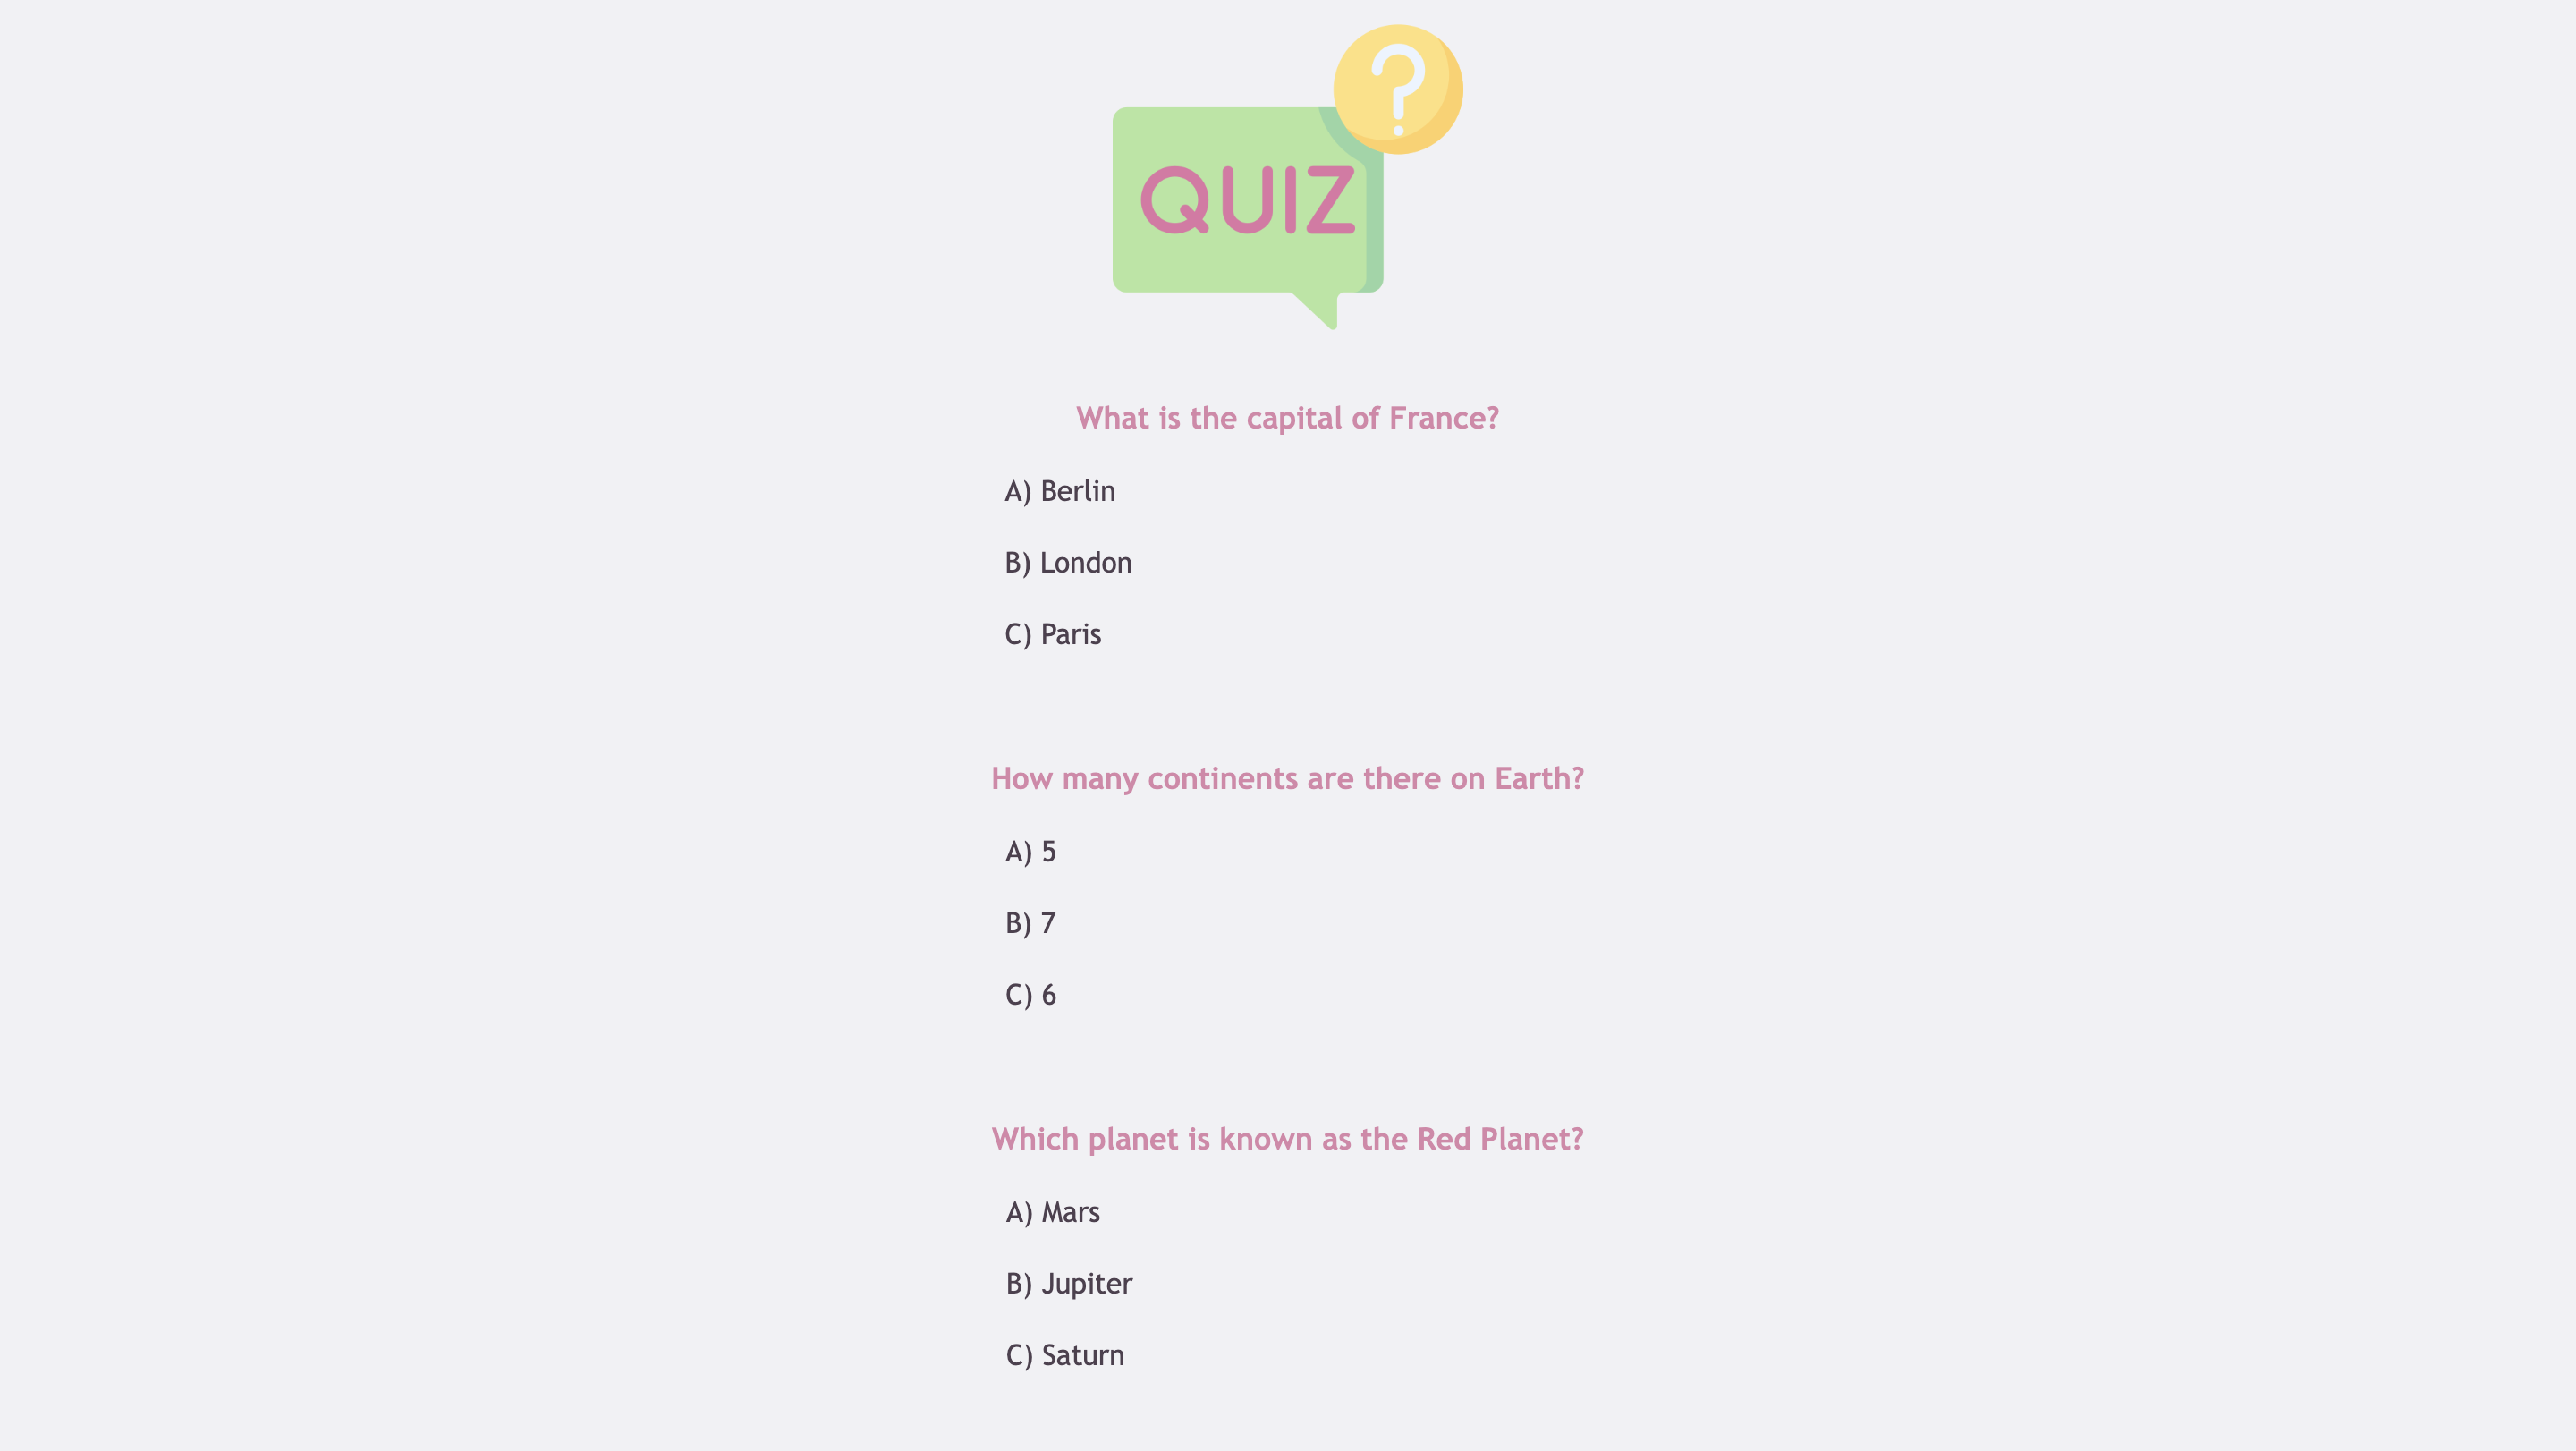 ?
QUIZ
What is the capital of France?
A) Berlin
B) London
C) Paris
How many continents are there on Earth?
A) 5
B) 7
C) 6
Which planet is known as the Red Planet?
A) Mars
B) Jupiter
C) Saturn